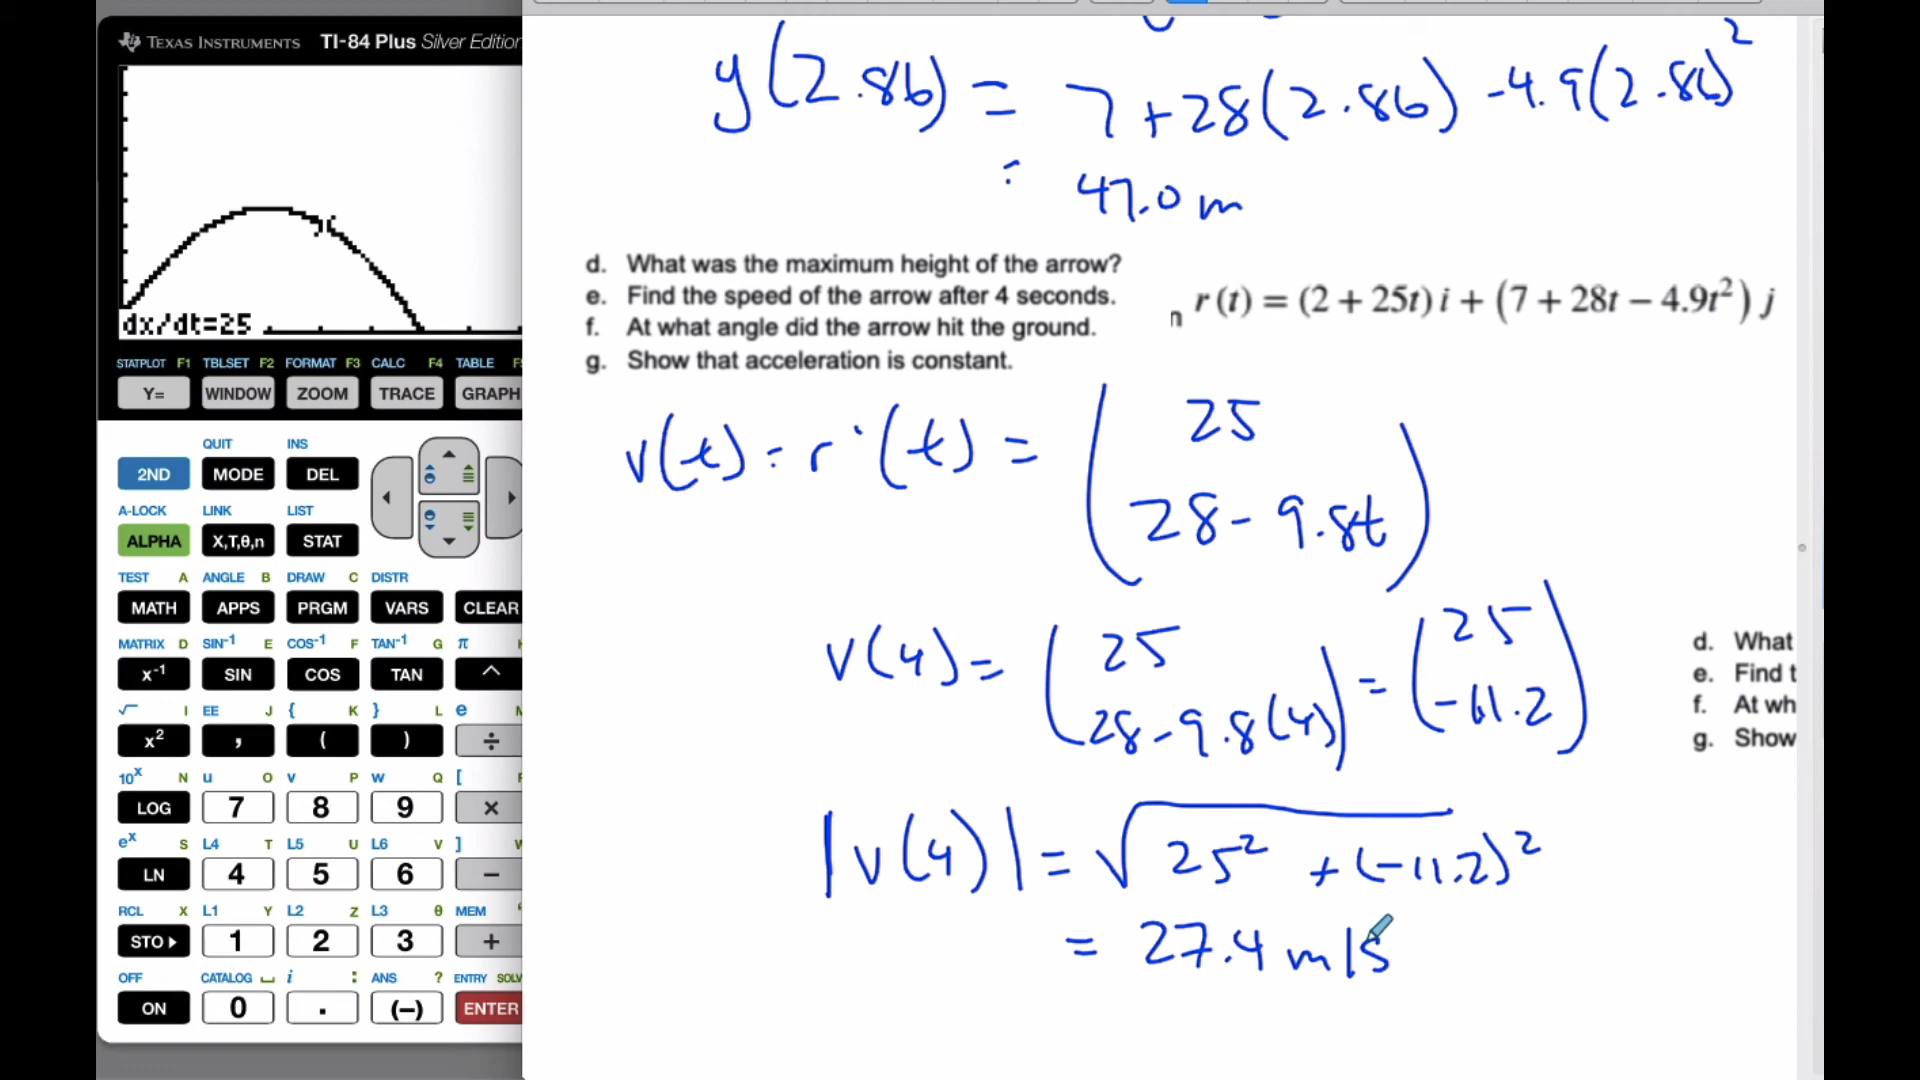 TEXAS INSTRUMENTS TI-84 Plus Silver Edition
dx/dt=25
STATPLOT F1 TBLSET F2 FORMAT F3 CALC F4 TABLE
Y= WINDOW ZOOM TRACE GRAPH
QUIT INS
2ND MODE DEL
A-LOCK LINK LIST
ALPHA X,T,θ,n STAT
TEST A ANGLE B DRAW C DISTR
MATH APPS PRGM VARS CLEAR
MATRIX D SIN-1 E COS-1 F TAN-1 G π
x-1 SIN COS TAN ^
√ I EE J { K } L e
x² , ( ) ÷
10x N u O v P w Q [
LOG 7 8 9 ×
ex S L4 T L5 U L6 V ]
LN 4 5 6 −
RCL X L1 Y L2 Z L3 θ MEM
STO► 1 2 3 +
OFF CATALOG ⌴ i : ANS ? ENTRY SOLV
ON 0 . (–) ENTER
y(2.86) = 7+28(2.86) -4.9(2.86)²
= 47.0 m
d. What was the maximum height of the arrow?
e. Find the speed of the arrow after 4 seconds.
f. At what angle did the arrow hit the ground.
g. Show that acceleration is constant.
n r(t) = (2 + 25t) i + (7 + 28t − 4.9t²) j
v(t) = r'(t) = (25
28 - 9.8t)
v(4) = (25
28-9.8(4)) = (25
-11.2)
d. What
e. Find t
f. At wh
g. Show
|v(4)| = √25² + (-11.2)²
= 27.4 m/s